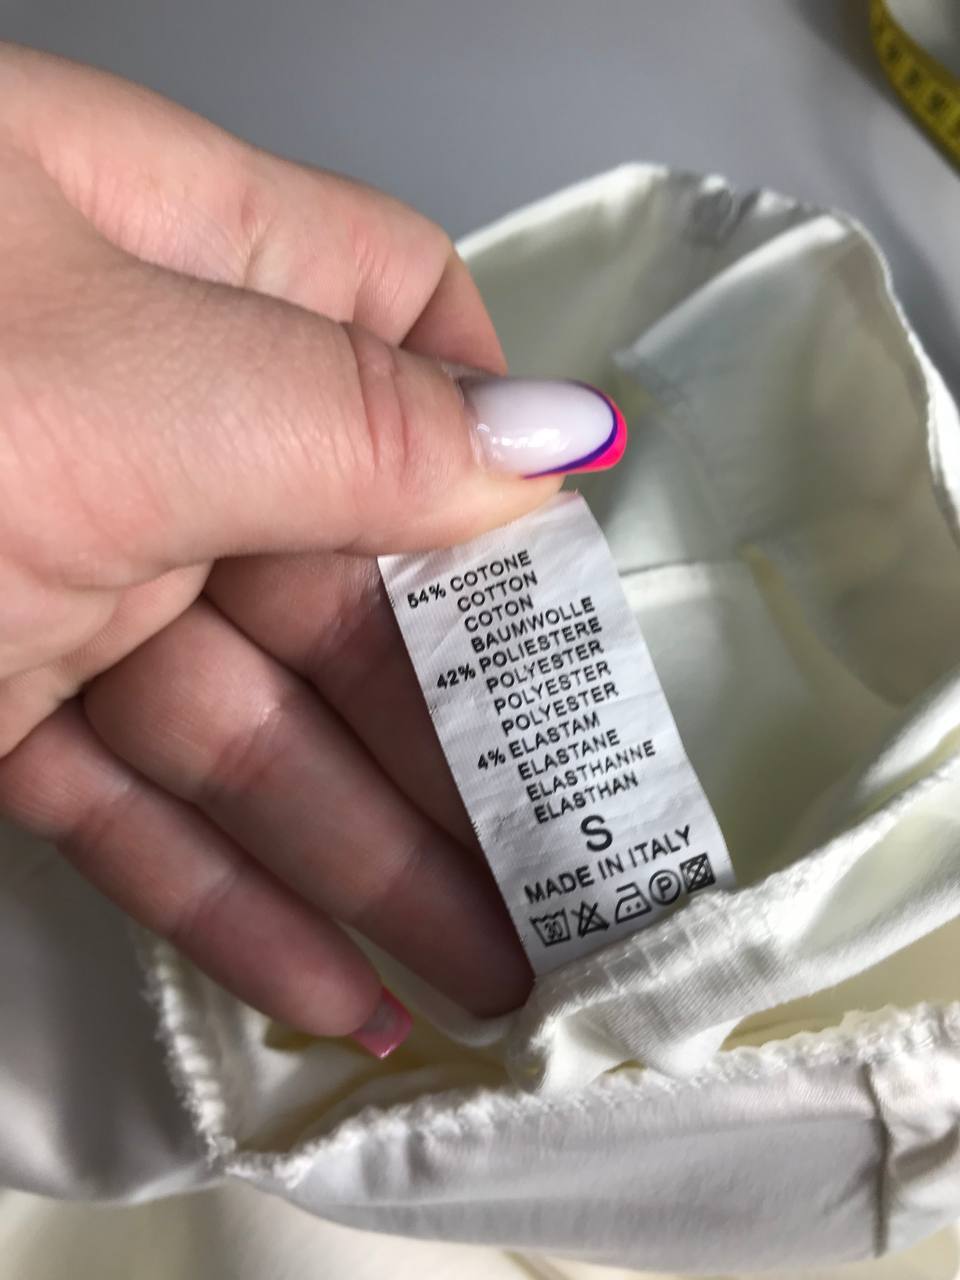 54% COTONE
COTTON
COTON
BAUMWOLLE
42% POLIESTERE
POLYESTER
POLYESTER
POLYESTER
4% ELASTAM
ELASTANE
ELASTHANNE
ELASTHAN
S
MADE IN ITALY
30 P